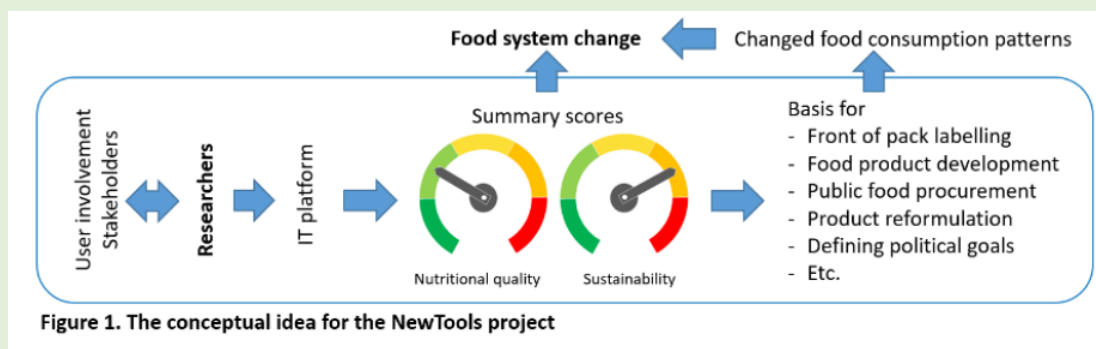 Food system change
Changed food consumption patterns
User involvement
Stakeholders
Researchers
IT platform
Summary scores
Nutritional quality
Sustainability
Basis for
- Front of pack labelling
- Food product development
- Public food procurement
- Product reformulation
- Defining political goals
- Etc.
Figure 1. The conceptual idea for the NewTools project